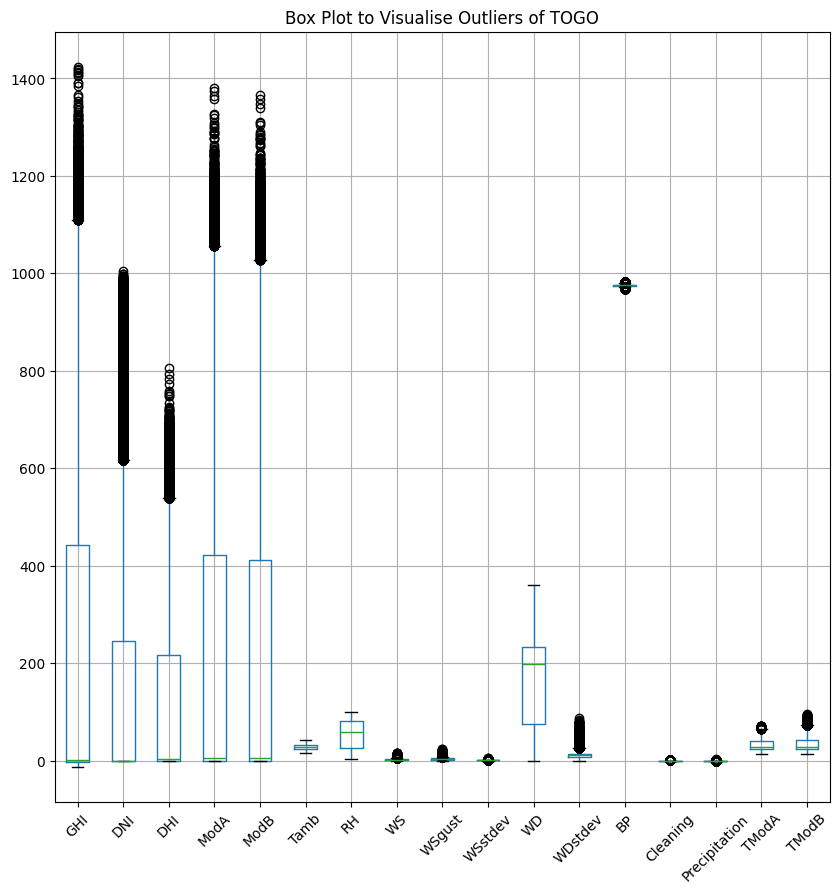 Box Plot to Visualise Outliers of TOGO
1400
1200
1000
800
600
400
200
0
GHI
DNI
DHI
ModA
ModB
Tamb
RH
WS
WSgust
WSstdev
WD
WDstdev
BP
Cleaning
Precipitation
TModA
TModB